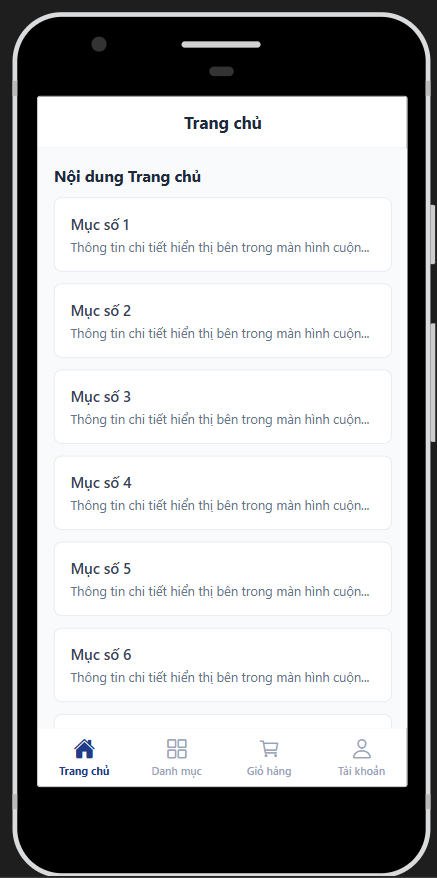 Trang chủ
Nội dung Trang chủ
Mục số 1
Thông tin chi tiết hiển thị bên trong màn hình cuộn...
Mục số 2
Thông tin chi tiết hiển thị bên trong màn hình cuộn...
Mục số 3
Thông tin chi tiết hiển thị bên trong màn hình cuộn...
Mục số 4
Thông tin chi tiết hiển thị bên trong màn hình cuộn...
Mục số 5
Thông tin chi tiết hiển thị bên trong màn hình cuộn...
Mục số 6
Thông tin chi tiết hiển thị bên trong màn hình cuộn...
Trang chủ Danh mục Giỏ hàng Tài khoản